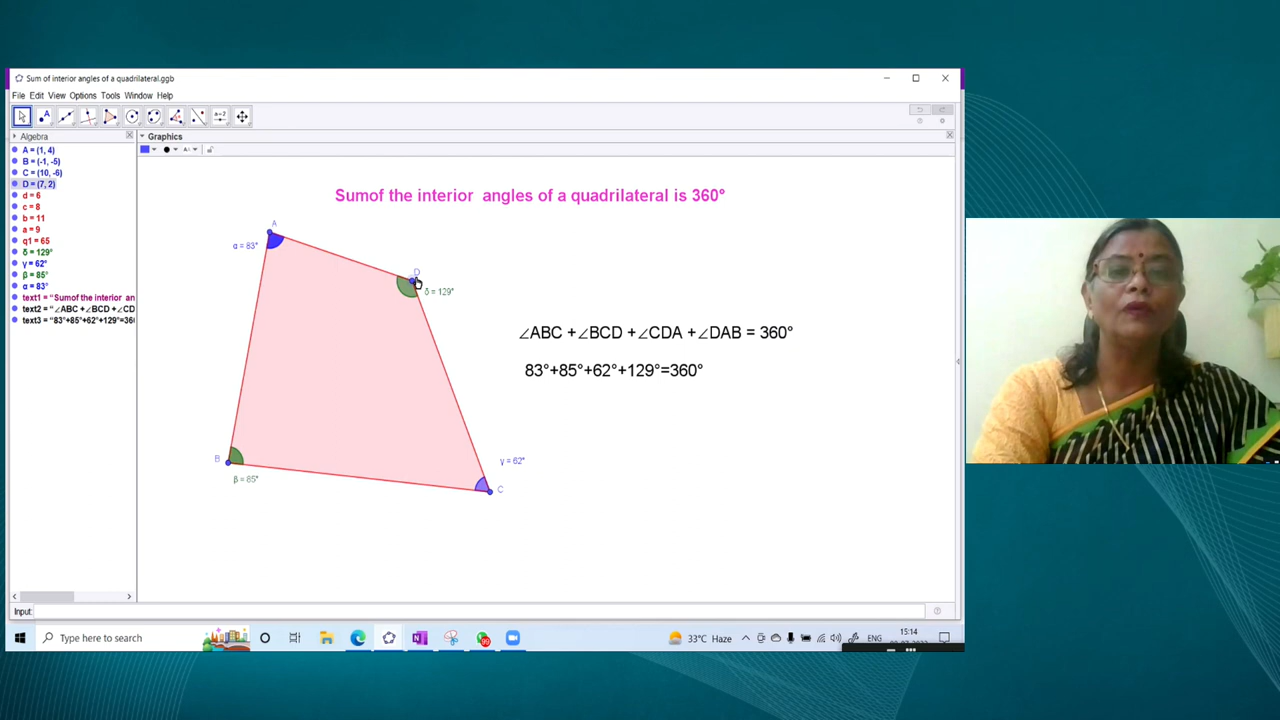 Sum of interior angles of a quadrilateral.ggb
File Edit View Options Tools Window Help
Algebra
Graphics
A = (1, 4)
B = (-1, -5)
C = (10, -6)
D = (7, 2)
d = 6
c = 8
b = 11
a = 9
q1 = 65
δ = 129°
γ = 62°
β = 85°
α = 83°
text1 = "Sumof the interior an
text2 = "∠ABC +∠BCD +∠CD
text3 = "83°+85°+62°+129°=36
Sumof the interior angles of a quadrilateral is 360°
A
α = 83°
D
δ = 129°
∠ABC +∠BCD +∠CDA +∠DAB = 360°
83°+85°+62°+129°=360°
B
β = 85°
γ = 62°
C
Input:
Type here to search
99
33°C Haze
ENG
15:14